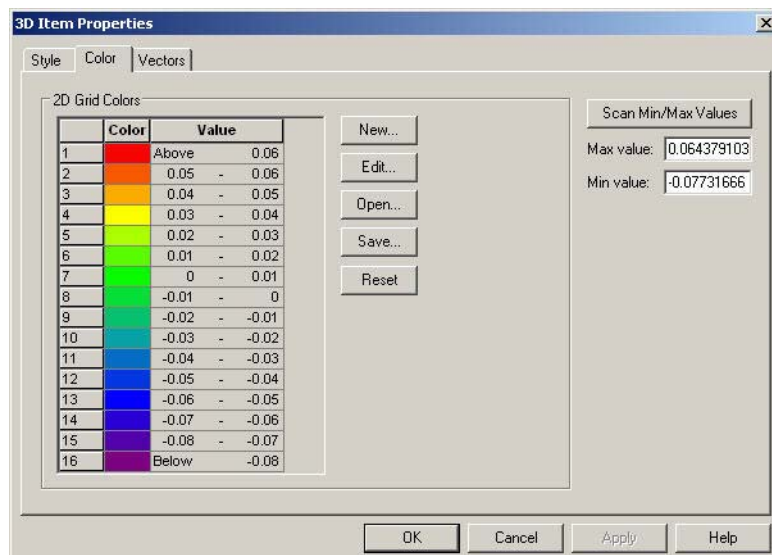 3D Item Properties
Style Color Vectors
2D Grid Colors
Color Value
1 Above 0.06
2 0.05 - 0.06
3 0.04 - 0.05
4 0.03 - 0.04
5 0.02 - 0.03
6 0.01 - 0.02
7 0 - 0.01
8 -0.01 - 0
9 -0.02 - -0.01
10 -0.03 - -0.02
11 -0.04 - -0.03
12 -0.05 - -0.04
13 -0.06 - -0.05
14 -0.07 - -0.06
15 -0.08 - -0.07
16 Below -0.08
New...
Edit...
Open...
Save...
Reset
Scan Min/Max Values
Max value: 0.064379103
Min value: -0.07731666
OK Cancel Apply Help